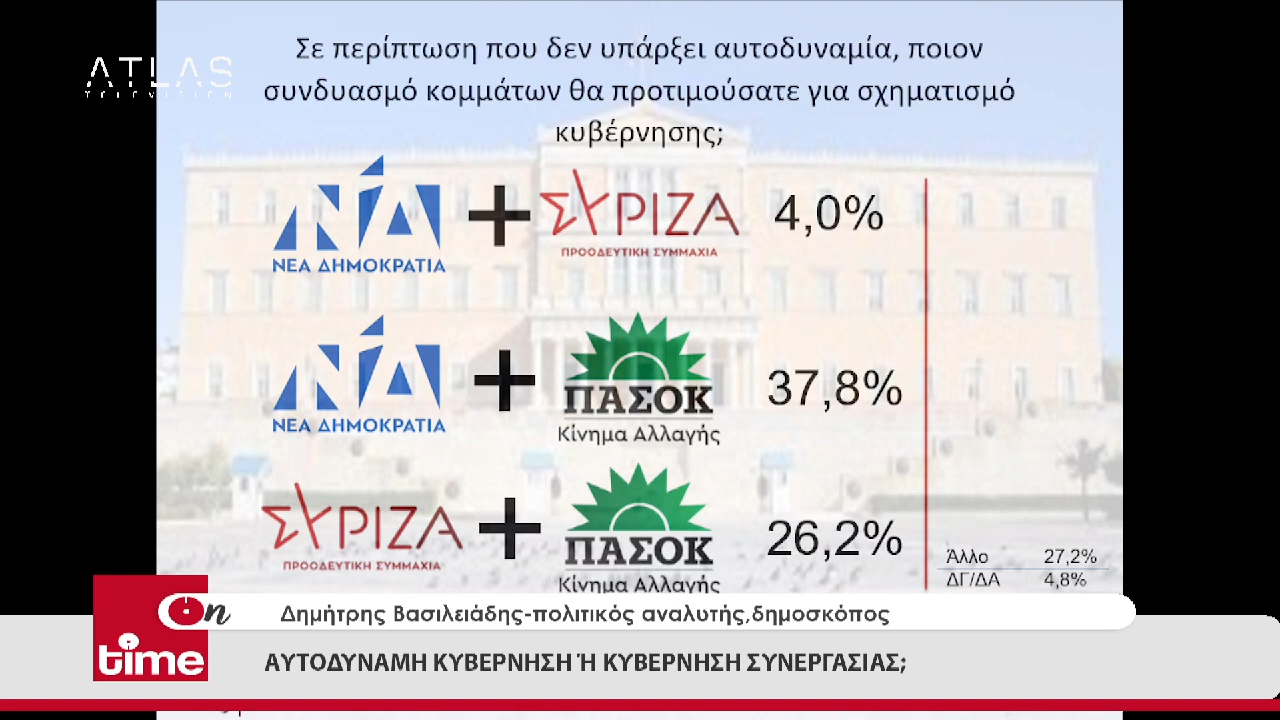 Σε περίπτωση που δεν υπάρξει αυτοδυναμία, ποιον
συνδυασμό κομμάτων θα προτιμούσατε για σχηματισμό
κυβέρνησης;
ATLAS
TELEVISION
ΝΔ + ΣΥΡΙΖΑ 4,0%
ΝΕΑ ΔΗΜΟΚΡΑΤΙΑ ΠΡΟΟΔΕΥΤΙΚΗ ΣΥΜΜΑΧΙΑ
ΝΔ + ΠΑΣΟΚ 37,8%
ΝΕΑ ΔΗΜΟΚΡΑΤΙΑ Κίνημα Αλλαγής
ΣΥΡΙΖΑ + ΠΑΣΟΚ 26,2%
ΠΡΟΟΔΕΥΤΙΚΗ ΣΥΜΜΑΧΙΑ Κίνημα Αλλαγής
Άλλο 27,2%
ΔΓ/ΔΑ 4,8%
On time
Δημήτρης Βασιλειάδης-πολιτικός αναλυτής,δημοσκόπος
ΑΥΤΟΔΥΝΑΜΗ ΚΥΒΕΡΝΗΣΗ Ή ΚΥΒΕΡΝΗΣΗ ΣΥΝΕΡΓΑΣΙΑΣ;